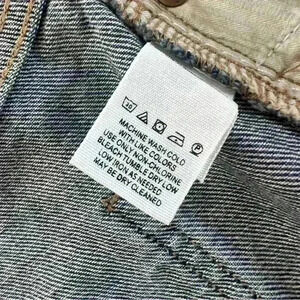 30
MACHINE WASH COLD
WITH LIKE COLORS
USE ONLY NON-CHLORINE
BLEACH TUMBLE DRY LOW
LOW IRON AS NEEDED
MAY BE DRY CLEANED